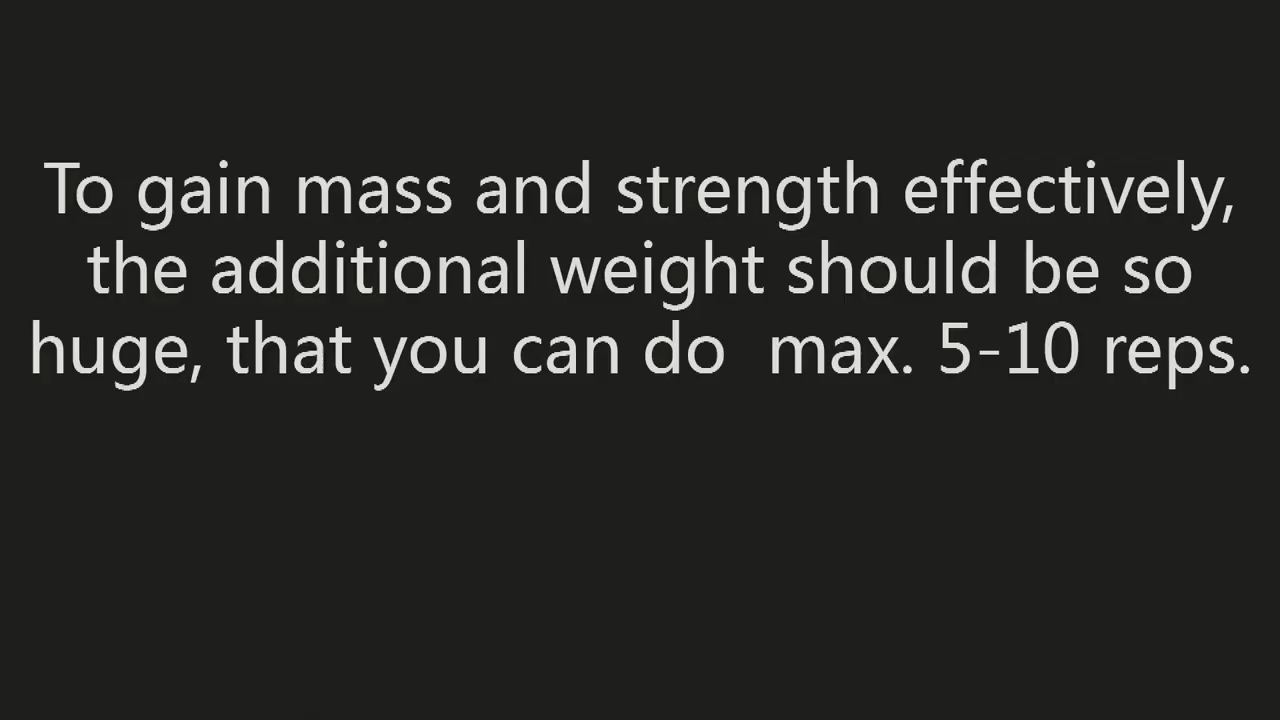 To gain mass and strength effectively,
the additional weight should be so
huge, that you can do  max. 5-10 reps.